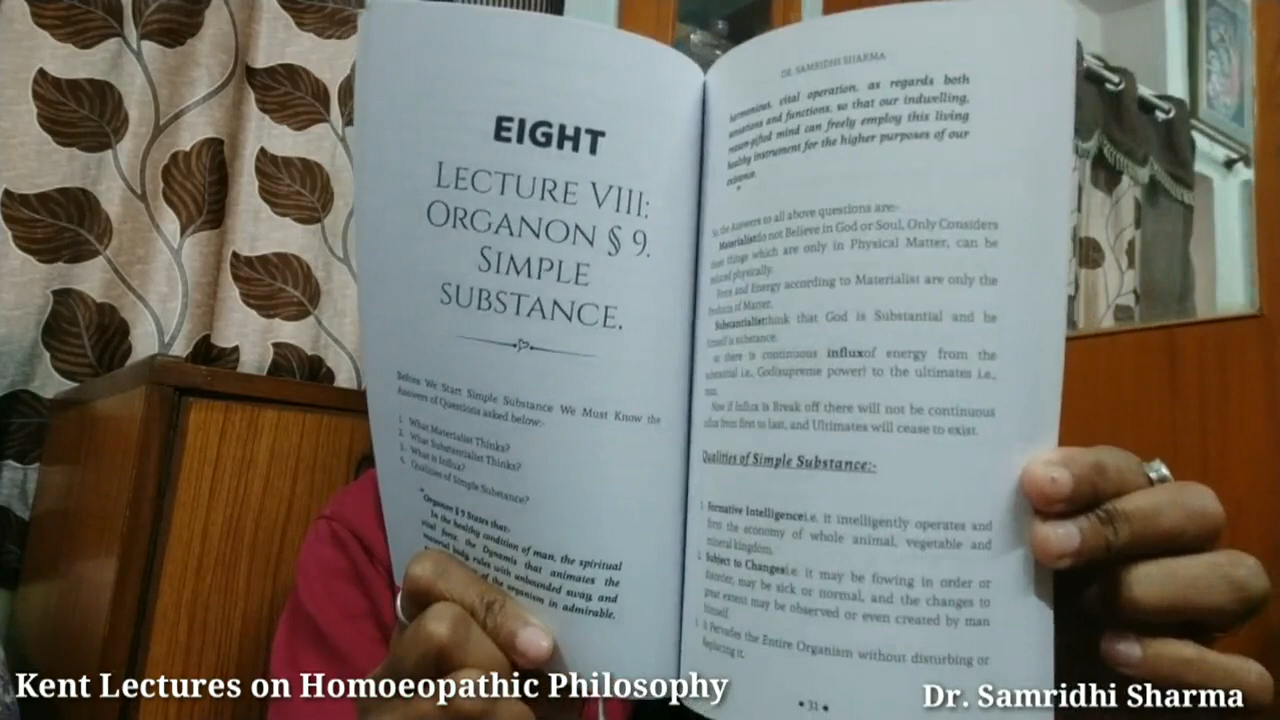 EIGHT
LECTURE VIII:
ORGANON § 9.
SIMPLE
SUBSTANCE.
Before We Start Simple Substance We Must Know the
Answers of Questions asked below:-
1. What Materialist Thinks?
2. What Substantialist Thinks?
3. What is Influx?
4. Qualities of Simple Substance?
"
Organon § 9 States that:-
In the healthy condition of man, the spiritual
vital force, the Dynamis that animates the
material body, rules with unbounded sway, and
of the organism in admirable,
DR. SAMRIDHI SHARMA
harmonious, vital operation, as regards both
sensations and functions, so that our indwelling,
reason-gifted mind can freely employ this living
healthy instrument for the higher purposes of our
existence.
"
So the Answers to all above questions are:-
Materialist do not Believe in God or Soul, Only Considers
those things which are only in Physical Matter, can be
physically.
Force and Energy according to Materialist are only the
Products of Matter.
Substantialist think that God is Substantial and he
himself is substance.
so there is continuous influx of energy from the
substantial i.e., God(supreme power) to the ultimates i.e.,
man.
Now if Influx is Break off there will not be continuous
influx from first to last, and Ultimates will cease to exist.
Qualities of Simple Substance:-
1. Formative Intelligence i.e. it intelligently operates and
the economy of whole animal, vegetable and
mineral kingdom.
2. Subject to Changes i.e. it may be fowing in order or
disorder, may be sick or normal, and the changes to
great extent may be observed or even created by man
himself.
3. It Pervades the Entire Organism without disturbing or
Replacing it.
• 31 •
Kent Lectures on Homoeopathic Philosophy
Dr. Samridhi Sharma